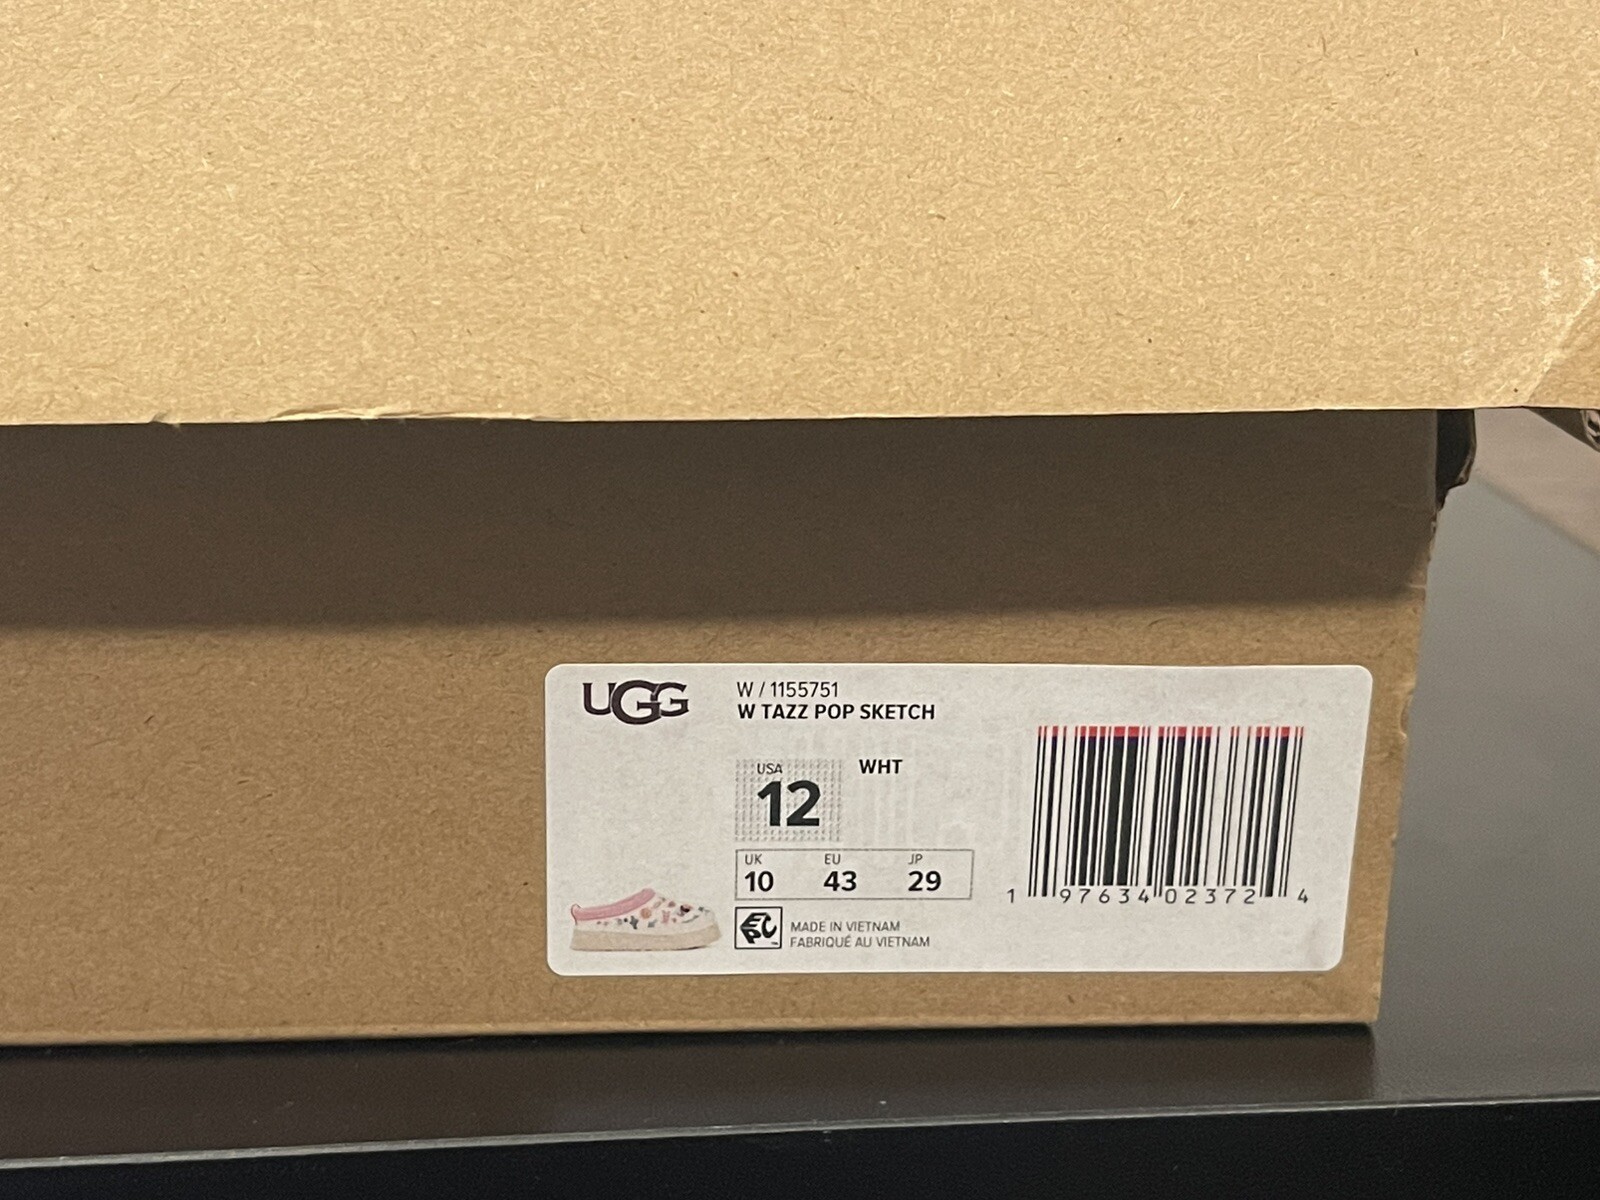 UGG
W / 1155751
W TAZZ POP SKETCH
USA
12
WHT
UK EU JP
10 43 29
EPC
MADE IN VIETNAM
FABRIQUÉ AU VIETNAM
1 97634 02372 4